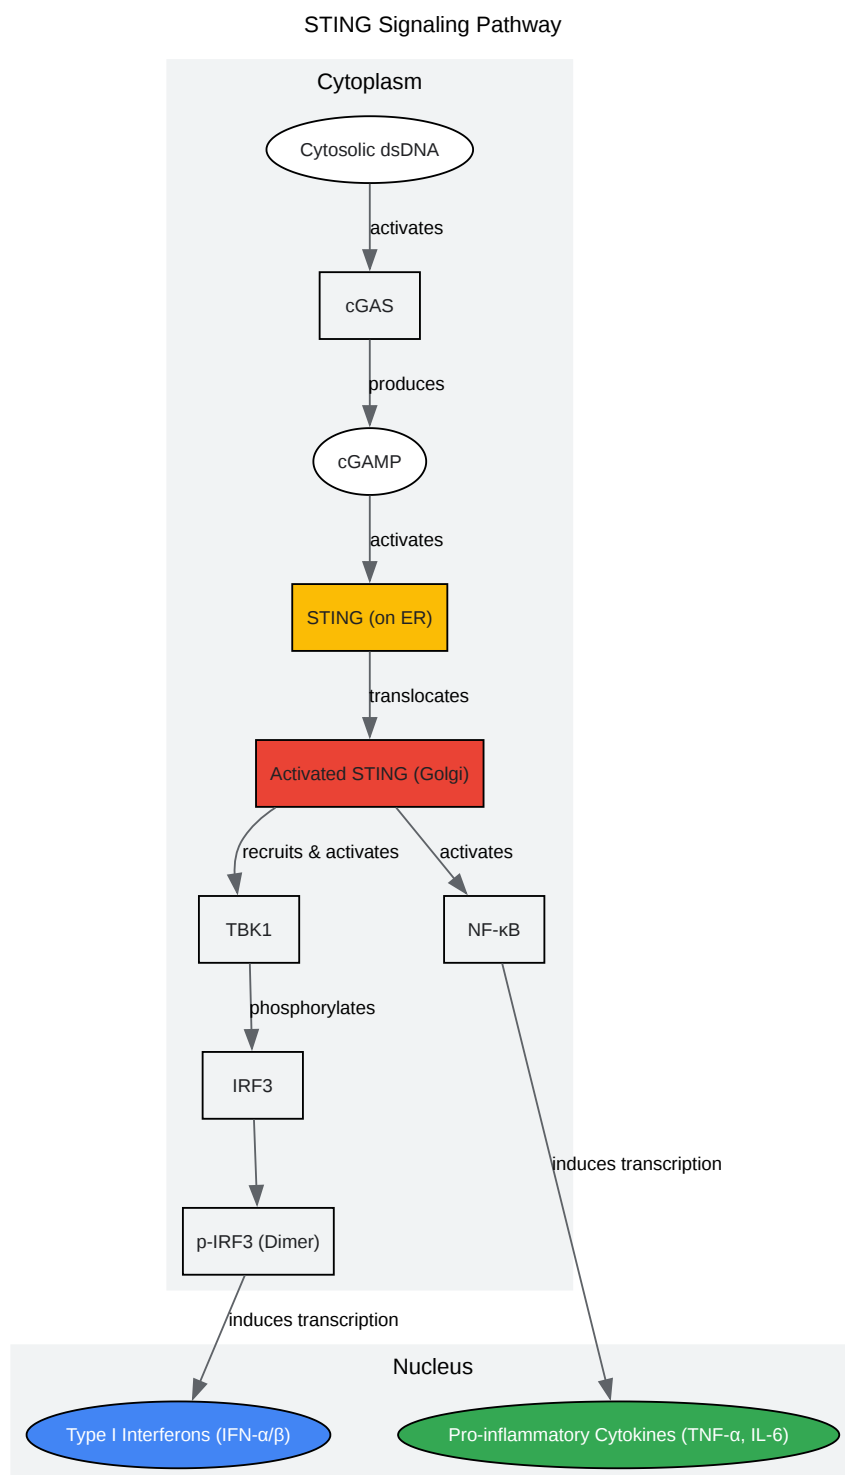 STING Signaling Pathway
Cytoplasm
Cytosolic dsDNA
activates
cGAS
produces
cGAMP
activates
STING (on ER)
translocates
Activated STING (Golgi)
recruits & activates
activates
TBK1
NF-κB
phosphorylates
IRF3
induces transcription
p-IRF3 (Dimer)
induces transcription
Nucleus
Type I Interferons (IFN-α/β)
Pro-inflammatory Cytokines (TNF-α, IL-6)